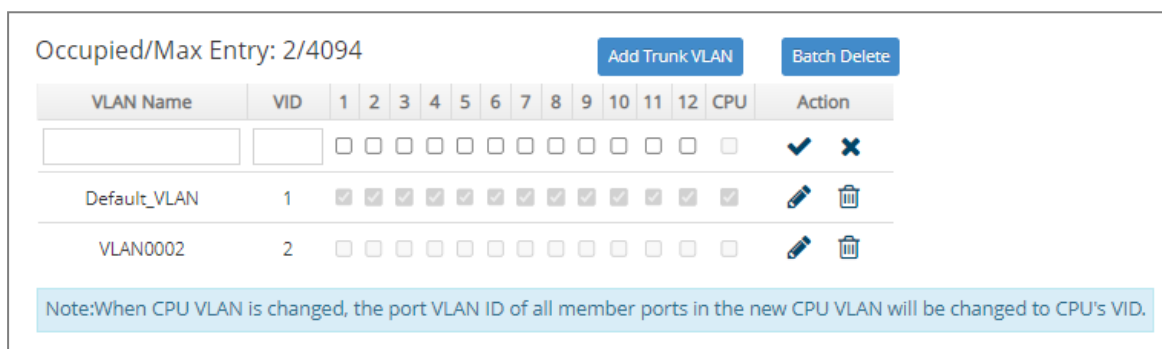 Occupied/Max Entry: 2/4094 Add Trunk VLAN Batch Delete
VLAN Name VID 1 2 3 4 5 6 7 8 9 10 11 12 CPU Action
Default_VLAN 1
VLAN0002 2
Note:When CPU VLAN is changed, the port VLAN ID of all member ports in the new CPU VLAN will be changed to CPU's VID.